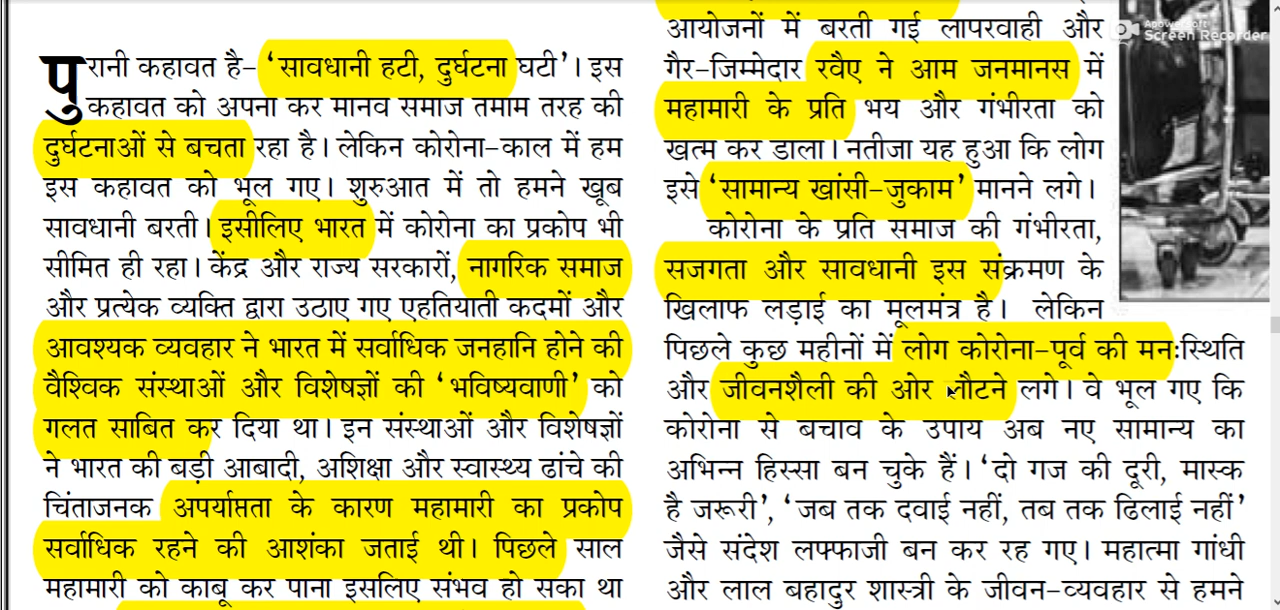 पुरानी कहावत है– ‘सावधानी हटी, दुर्घटना घटी’। इस
कहावत को अपना कर मानव समाज तमाम तरह की
दुर्घटनाओं से बचता रहा है। लेकिन कोरोना–काल में हम
इस कहावत को भूल गए। शुरुआत में तो हमने खूब
सावधानी बरती। इसीलिए भारत में कोरोना का प्रकोप भी
सीमित ही रहा। केंद्र और राज्य सरकारों, नागरिक समाज
और प्रत्येक व्यक्ति द्वारा उठाए गए एहतियाती कदमों और
आवश्यक व्यवहार ने भारत में सर्वाधिक जनहानि होने की
वैश्विक संस्थाओं और विशेषज्ञों की ‘भविष्यवाणी’ को
गलत साबित कर दिया था। इन संस्थाओं और विशेषज्ञों
ने भारत की बड़ी आबादी, अशिक्षा और स्वास्थ्य ढांचे की
चिंताजनक अपर्याप्तता के कारण महामारी का प्रकोप
सर्वाधिक रहने की आशंका जताई थी। पिछले साल
महामारी को काबू कर पाना इसलिए संभव हो सका था
आयोजनों में बरती गई लापरवाही और
गैर–जिम्मेदार रवैए ने आम जनमानस में
महामारी के प्रति भय और गंभीरता को
खत्म कर डाला। नतीजा यह हुआ कि लोग
इसे ‘सामान्य खांसी–जुकाम’ मानने लगे।
कोरोना के प्रति समाज की गंभीरता,
सजगता और सावधानी इस संक्रमण के
खिलाफ लड़ाई का मूलमंत्र है। लेकिन
पिछले कुछ महीनों में लोग कोरोना–पूर्व की मनःस्थिति
और जीवनशैली की ओर लौटने लगे। वे भूल गए कि
कोरोना से बचाव के उपाय अब नए सामान्य का
अभिन्न हिस्सा बन चुके हैं। ‘दो गज की दूरी, मास्क
है जरूरी’, ‘जब तक दवाई नहीं, तब तक ढिलाई नहीं’
जैसे संदेश लफ्फाजी बन कर रह गए। महात्मा गांधी
और लाल बहादुर शास्त्री के जीवन–व्यवहार से हमने
Apowersoft
Screen Recorder